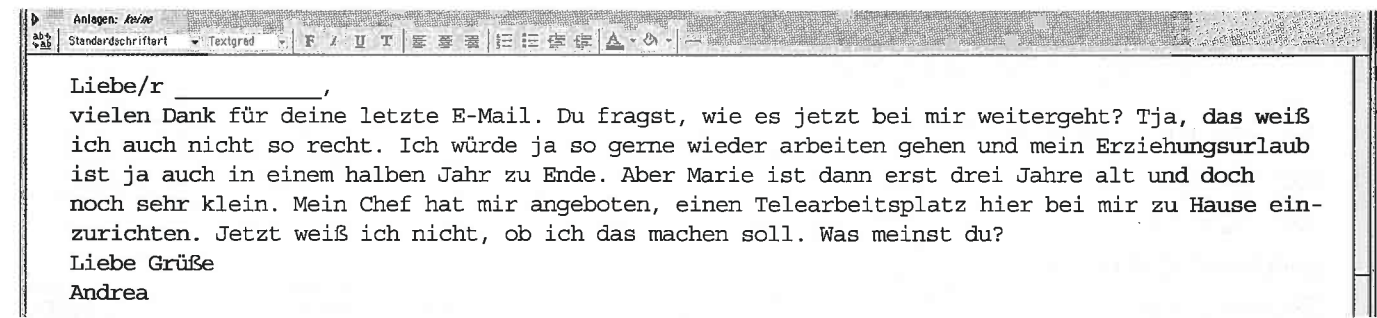 Anlagen: keine
Standardschriftart Textgrad F I U T A
Liebe/r __________,
vielen Dank für deine letzte E-Mail. Du fragst, wie es jetzt bei mir weitergeht? Tja, das weiß
ich auch nicht so recht. Ich würde ja so gerne wieder arbeiten gehen und mein Erziehungsurlaub
ist ja auch in einem halben Jahr zu Ende. Aber Marie ist dann erst drei Jahre alt und doch
noch sehr klein. Mein Chef hat mir angeboten, einen Telearbeitsplatz hier bei mir zu Hause ein-
zurichten. Jetzt weiß ich nicht, ob ich das machen soll. Was meinst du?
Liebe Grüße
Andrea